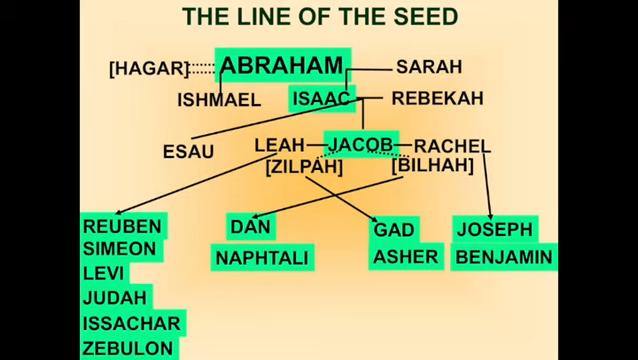 THE LINE OF THE SEED
[HAGAR] ABRAHAM SARAH
ISHMAEL ISAAC REBEKAH
ESAU LEAH JACOB RACHEL
[ZILPAH] [BILHAH]
REUBEN DAN GAD JOSEPH
SIMEON NAPHTALI ASHER BENJAMIN
LEVI
JUDAH
ISSACHAR
ZEBULON